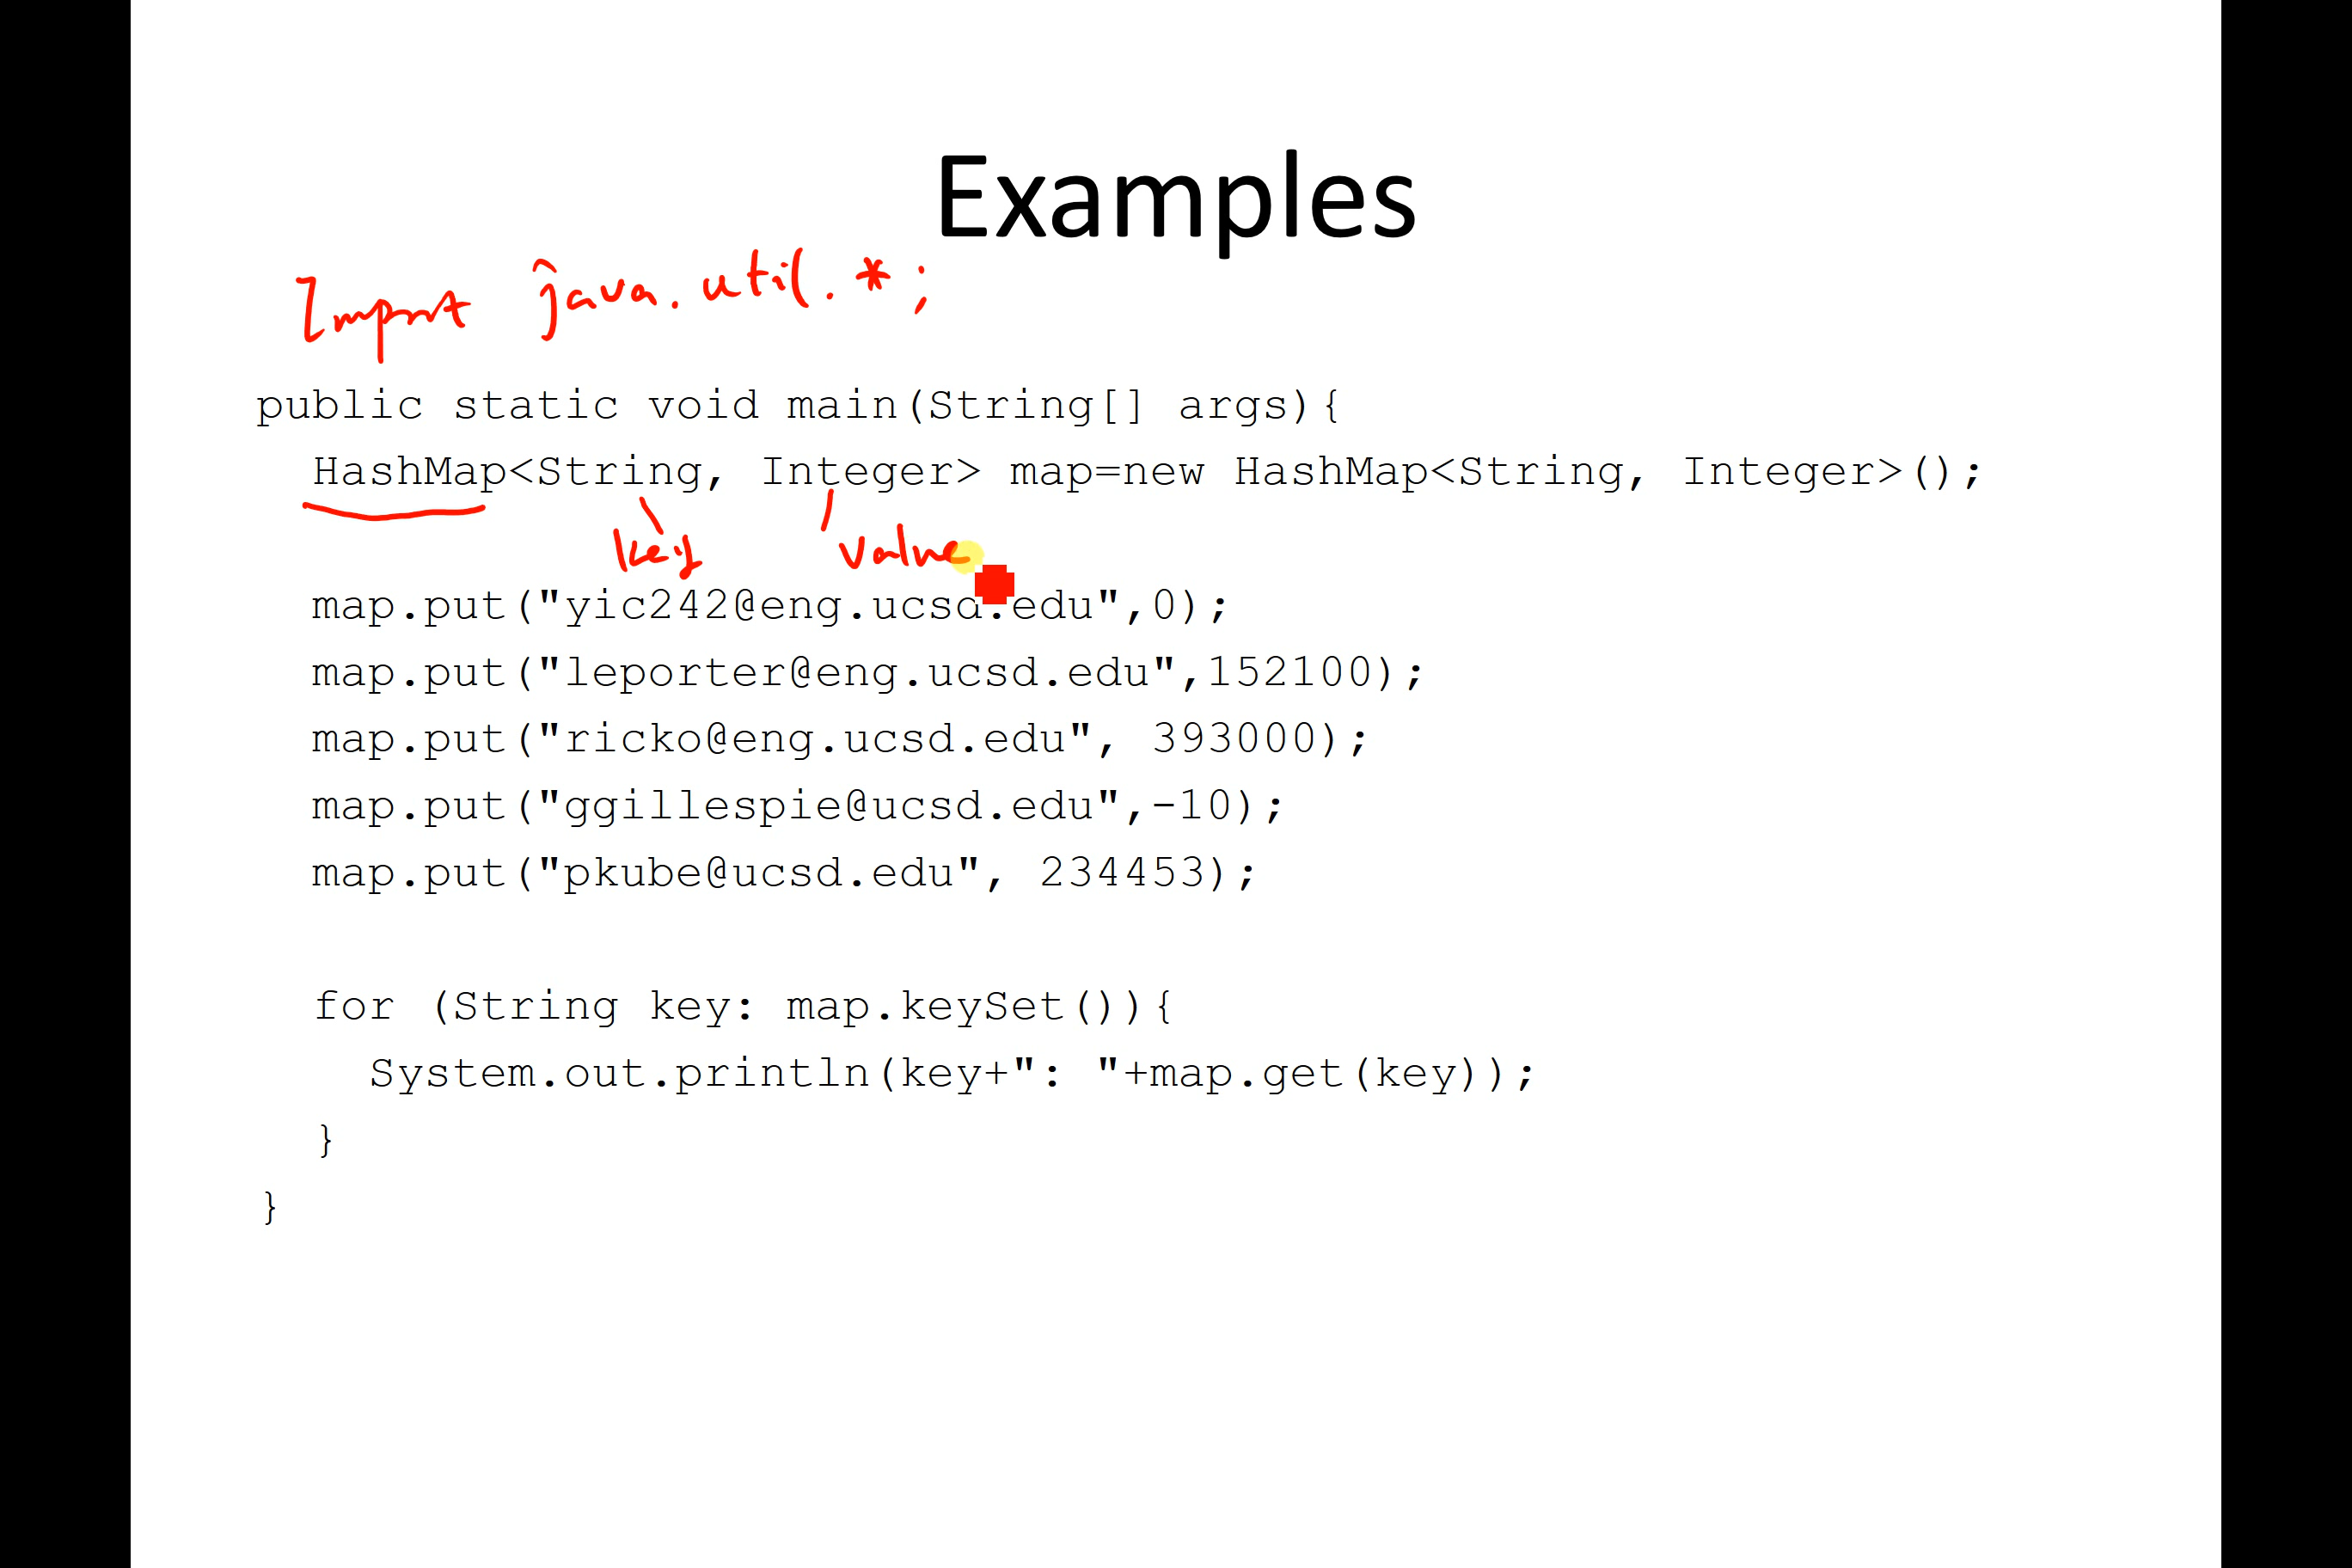 Examples
Import java.util.*;
public static void main(String[] args){
HashMap<String, Integer> map=new HashMap<String, Integer>();
key value
map.put("yic242@eng.ucsd.edu",0);
map.put("leporter@eng.ucsd.edu",152100);
map.put("ricko@eng.ucsd.edu", 393000);
map.put("ggillespie@ucsd.edu",-10);
map.put("pkube@ucsd.edu", 234453);
for (String key: map.keySet()){
System.out.println(key+": "+map.get(key));
}
}